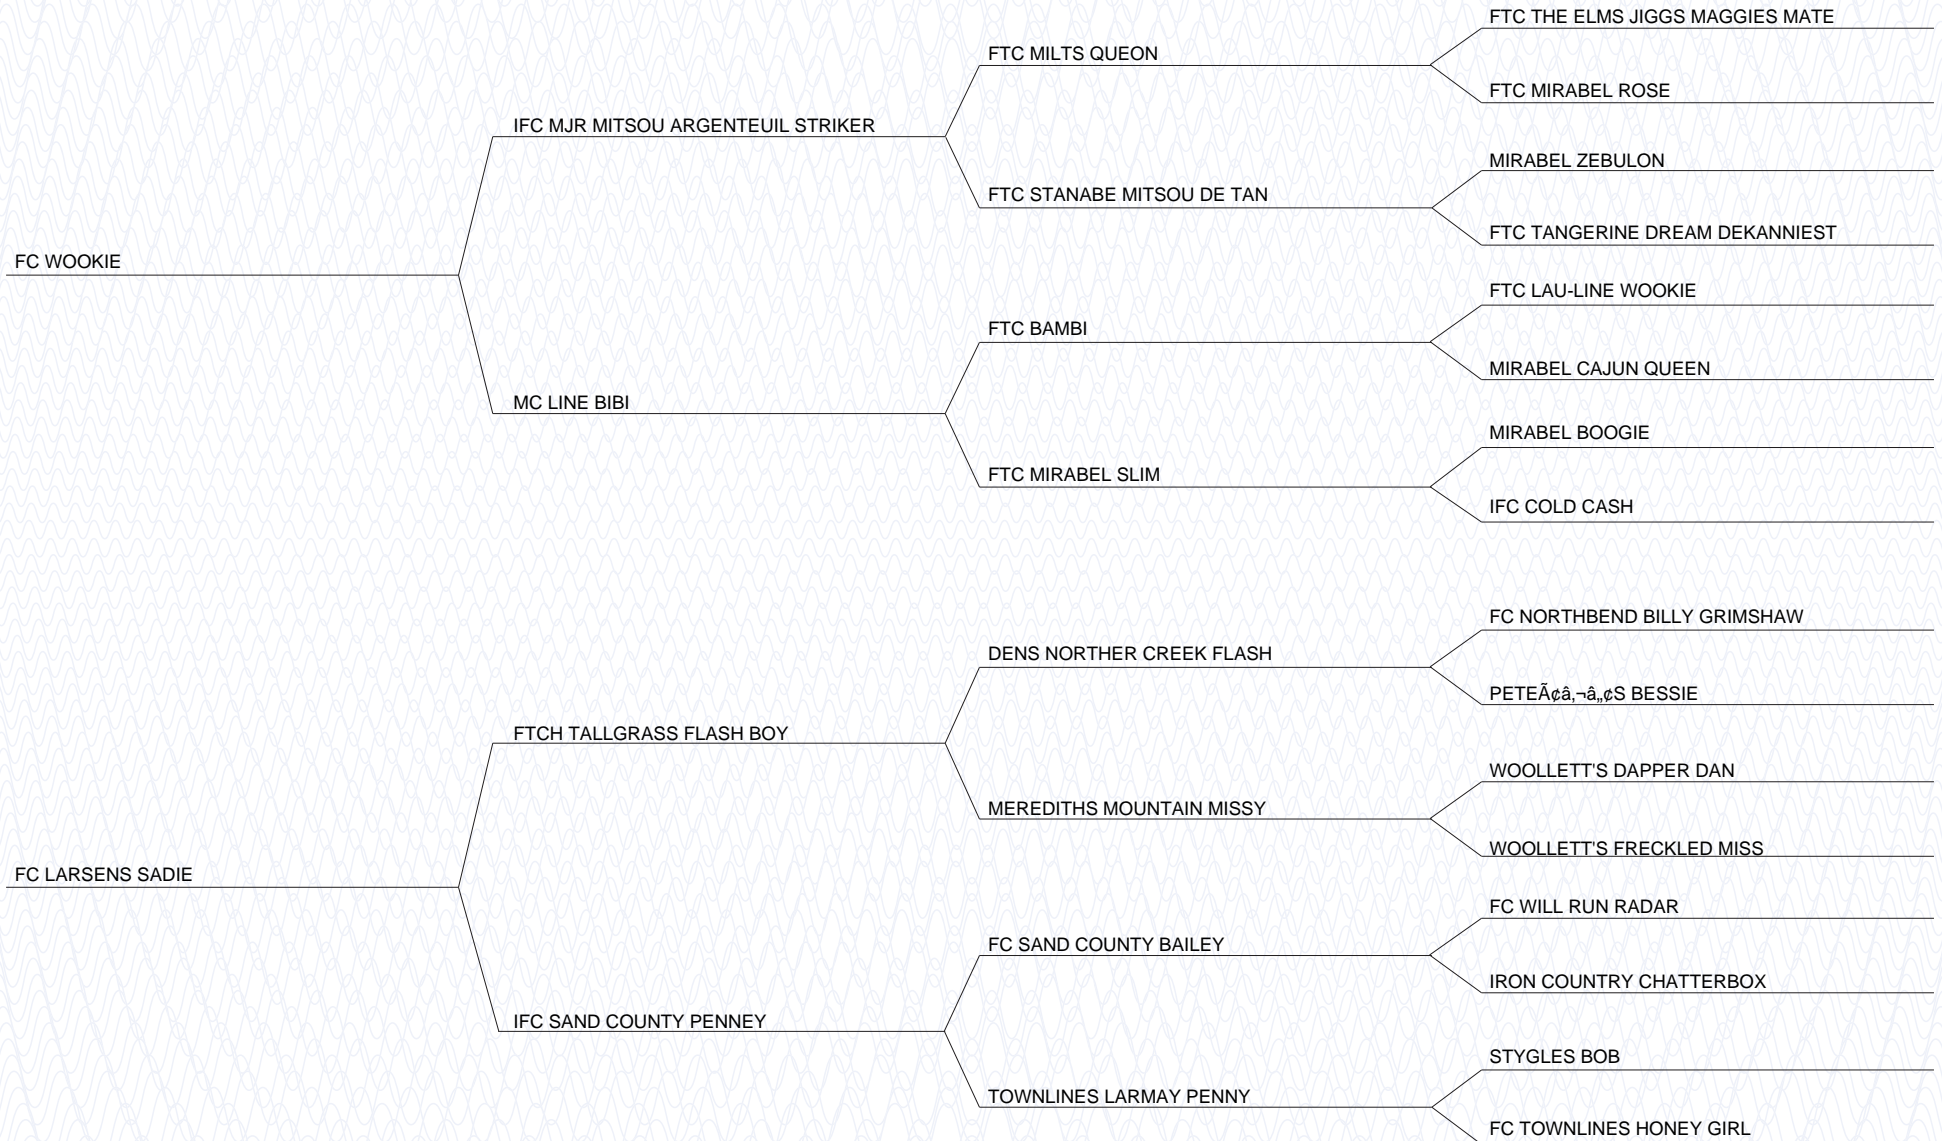 FTC THE ELMS JIGGS MAGGIES MATE
FTC MILTS QUEON
FTC MIRABEL ROSE
IFC MJR MITSOU ARGENTEUIL STRIKER
MIRABEL ZEBULON
FTC STANABE MITSOU DE TAN
FTC TANGERINE DREAM DEKANNIEST
FC WOOKIE
FTC LAU-LINE WOOKIE
FTC BAMBI
MIRABEL CAJUN QUEEN
MC LINE BIBI
MIRABEL BOOGIE
FTC MIRABEL SLIM
IFC COLD CASH
FC NORTHBEND BILLY GRIMSHAW
DENS NORTHER CREEK FLASH
PETEÃ¢â‚¬â„¢S BESSIE
FTCH TALLGRASS FLASH BOY
WOOLLETT'S DAPPER DAN
MEREDITHS MOUNTAIN MISSY
WOOLLETT'S FRECKLED MISS
FC LARSENS SADIE
FC WILL RUN RADAR
FC SAND COUNTY BAILEY
IRON COUNTRY CHATTERBOX
IFC SAND COUNTY PENNEY
STYGLES BOB
TOWNLINES LARMAY PENNY
FC TOWNLINES HONEY GIRL